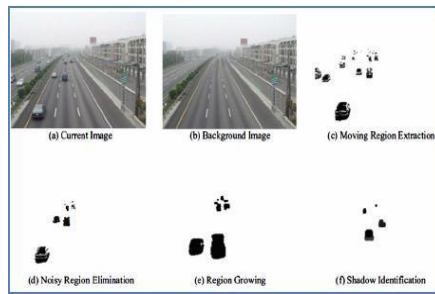 (a) Current Image
(b) Background Image
(c) Moving Region Extraction
(d) Noisy Region Elimination
(e) Region Growing
(f) Shadow Identification